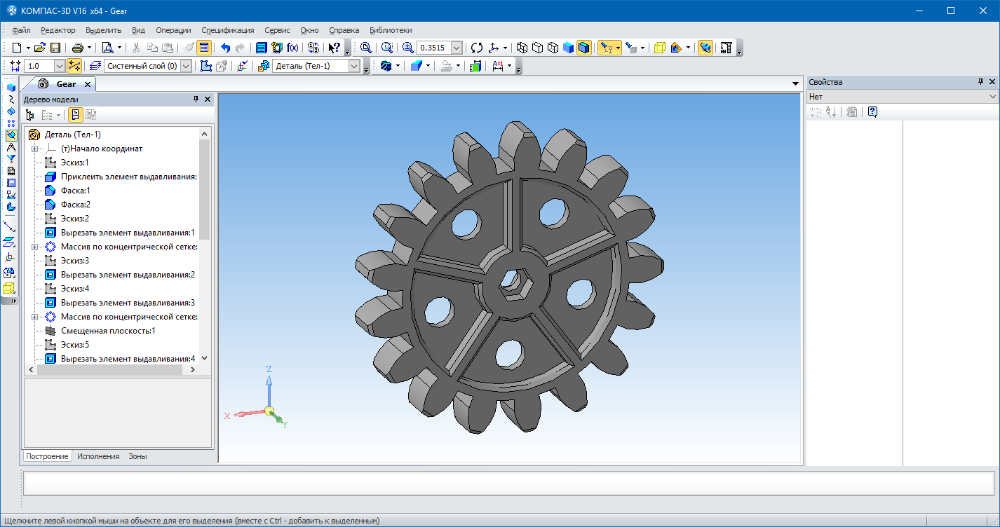 КОМПАС-3D V16 x64 - Gear
Файл Редактор Выделить Вид Операции Спецификация Сервис Окно Справка Библиотеки
f(x) 0.3515
1.0 Системный слой (0) Деталь (Тел-1)
Gear
Дерево модели
Деталь (Тел-1)
(т)Начало координат
Эскиз:1
Приклеить элемент выдавливания:
Фаска:1
Фаска:2
Эскиз:2
Вырезать элемент выдавливания:1
Массив по концентрической сетке:
Эскиз:3
Вырезать элемент выдавливания:2
Эскиз:4
Вырезать элемент выдавливания:3
Массив по концентрической сетке:
Смещенная плоскость:1
Эскиз:5
Вырезать элемент выдавливания:4
Построение Исполнения Зоны
Z
X
Y
Свойства
Нет
Щелкните левой кнопкой мыши на объекте для его выделения (вместе с Ctrl - добавить к выделенным)